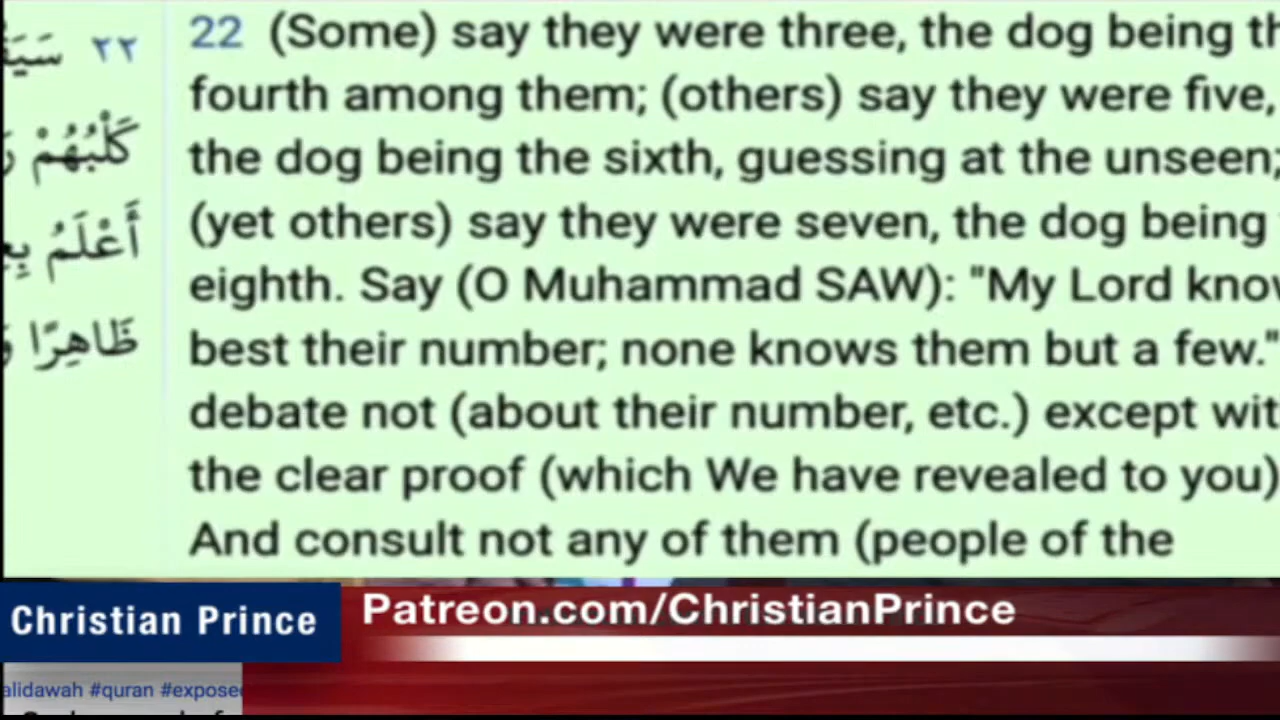 22 (Some) say they were three, the dog being th
fourth among them; (others) say they were five,
the dog being the sixth, guessing at the unseen;
(yet others) say they were seven, the dog being
eighth. Say (O Muhammad SAW): "My Lord know
best their number; none knows them but a few."
debate not (about their number, etc.) except wit
the clear proof (which We have revealed to you)
And consult not any of them (people of the
٢٢ سَيَق
كَلْبُهُمْ
أَعْلَمُ بِعِ
ظَاهِرًا و
Christian Prince
Patreon.com/ChristianPrince
alidawah #quran #expose